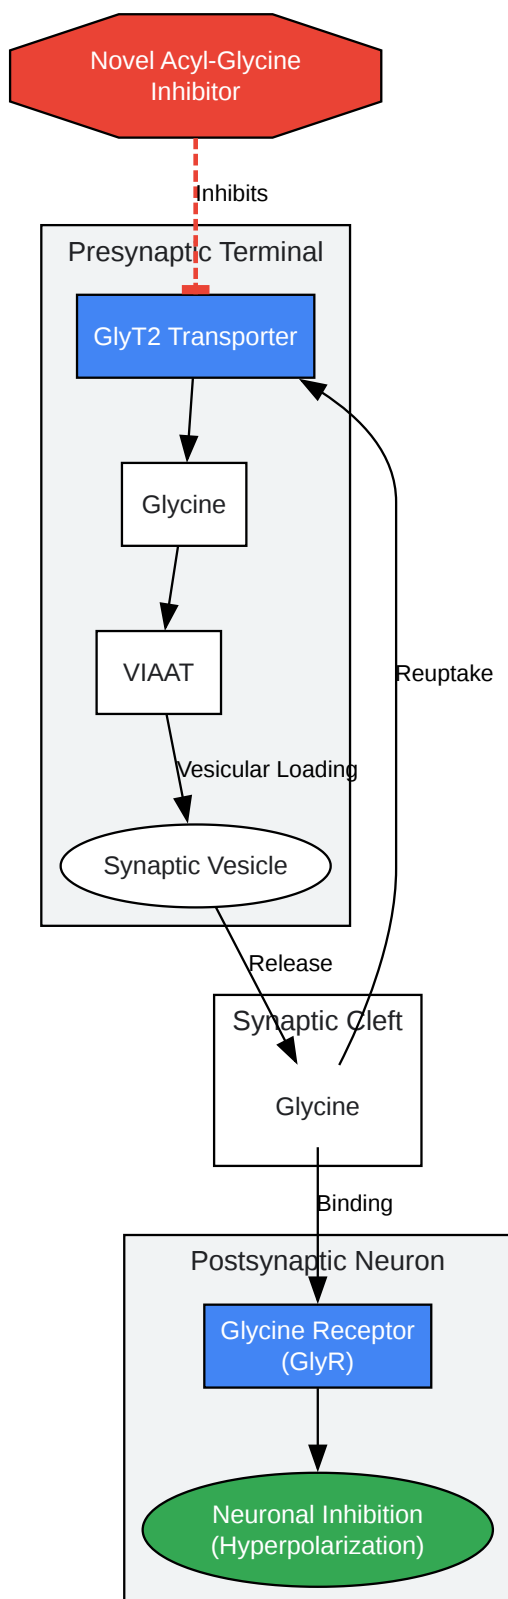 Novel Acyl-Glycine
Inhibitor
Inhibits
Presynaptic Terminal
GlyT2 Transporter
Glycine
VIAAT
Reuptake
Vesicular Loading
Synaptic Vesicle
Release
Synaptic Cleft
Glycine
Binding
Postsynaptic Neuron
Glycine Receptor
(GlyR)
Neuronal Inhibition
(Hyperpolarization)